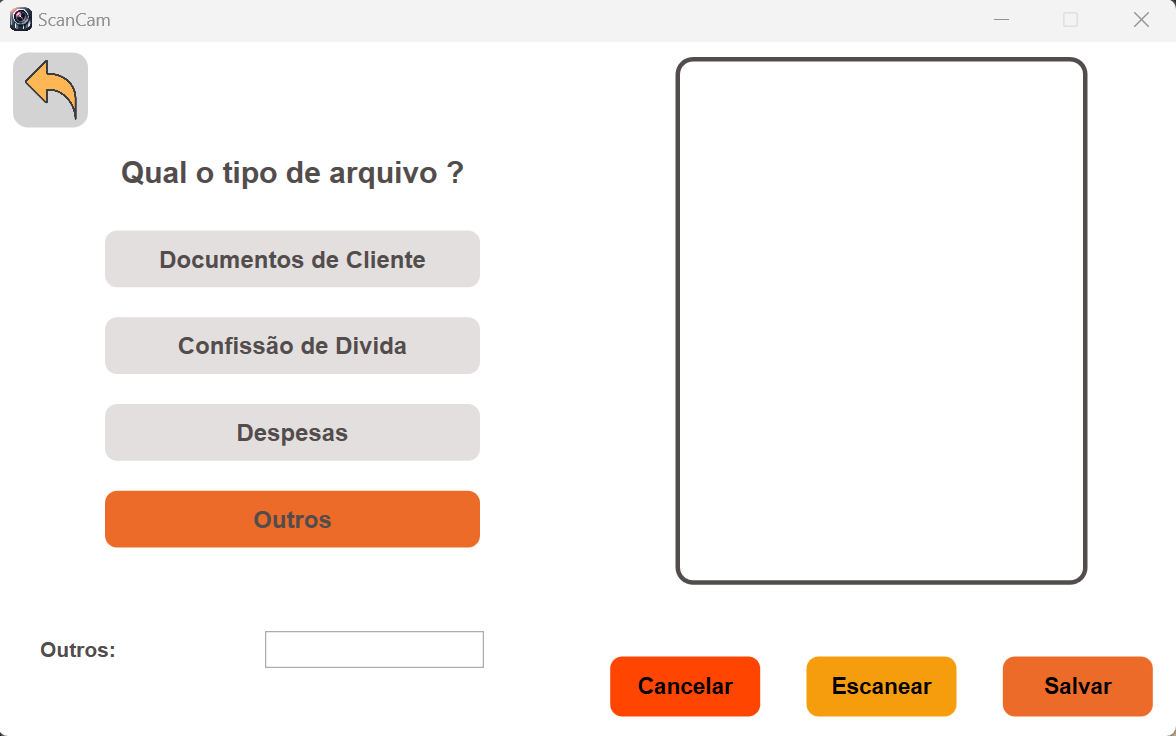 ScanCam
Qual o tipo de arquivo ?
Documentos de Cliente
Confissão de Divida
Despesas
Outros
Outros:
Cancelar
Escanear
Salvar